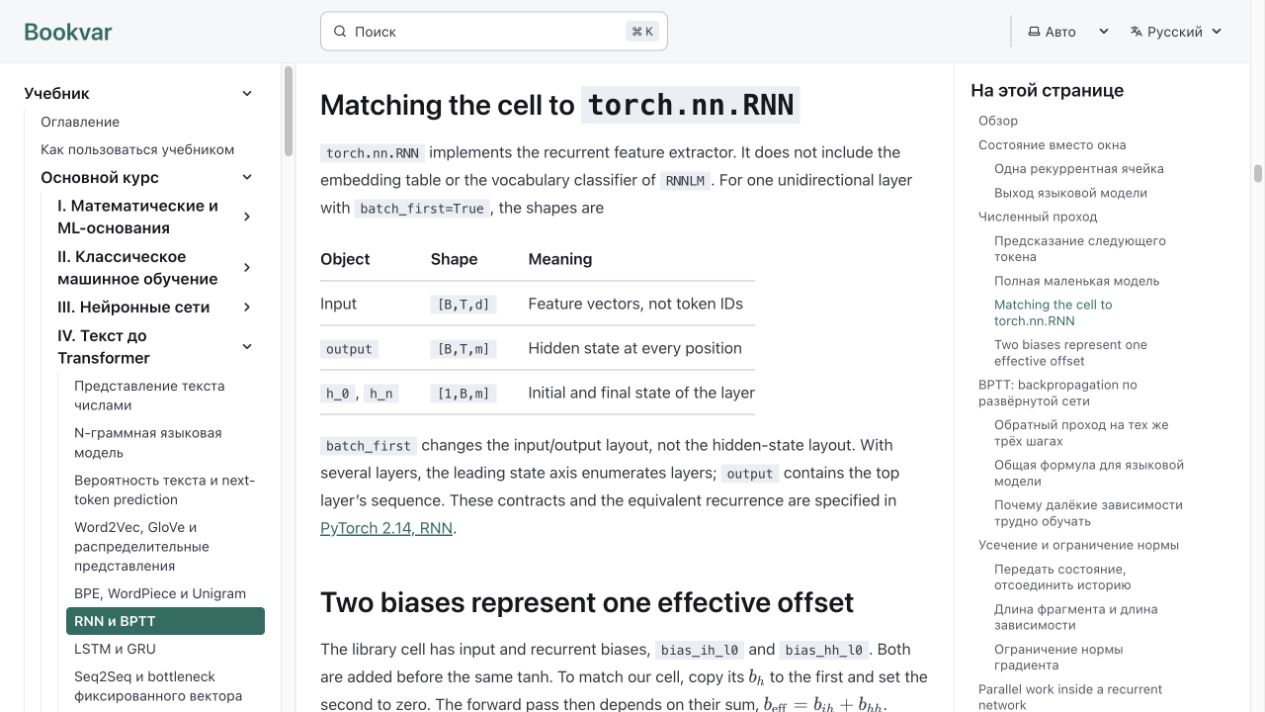 Bookvar
Поиск
⌘ K
Авто
Русский
Учебник
Оглавление
Как пользоваться учебником
Основной курс
I. Математические и
ML-основания
II. Классическое
машинное обучение
III. Нейронные сети
IV. Текст до
Transformer
Представление текста
числами
N-граммная языковая
модель
Вероятность текста и next-
token prediction
Word2Vec, GloVe и
распределительные
представления
BPE, WordPiece и Unigram
RNN и BPTT
LSTM и GRU
Seq2Seq и bottleneck
фиксированного вектора
Matching the cell to torch.nn.RNN
torch.nn.RNN implements the recurrent feature extractor. It does not include the
embedding table or the vocabulary classifier of RNNLM. For one unidirectional layer
with batch_first=True, the shapes are
Object Shape Meaning
Input [B,T,d] Feature vectors, not token IDs
output [B,T,m] Hidden state at every position
h_0, h_n [1,B,m] Initial and final state of the layer
batch_first changes the input/output layout, not the hidden-state layout. With
several layers, the leading state axis enumerates layers; output contains the top
layer's sequence. These contracts and the equivalent recurrence are specified in
PyTorch 2.14, RNN.
Two biases represent one effective offset
The library cell has input and recurrent biases, bias_ih_l0 and bias_hh_l0. Both
are added before the same tanh. To match our cell, copy its b_h to the first and set the
second to zero. The forward pass then depends on their sum, b_eff = b_ih + b_hh.
На этой странице
Обзор
Состояние вместо окна
Одна рекуррентная ячейка
Выход языковой модели
Численный проход
Предсказание следующего
токена
Полная маленькая модель
Matching the cell to
torch.nn.RNN
Two biases represent one
effective offset
BPTT: backpropagation по
развёрнутой сети
Обратный проход на тех же
трёх шагах
Общая формула для языковой
модели
Почему далёкие зависимости
трудно обучать
Усечение и ограничение нормы
Передать состояние,
отсоединить историю
Длина фрагмента и длина
зависимости
Ограничение нормы
градиента
Parallel work inside a recurrent
network